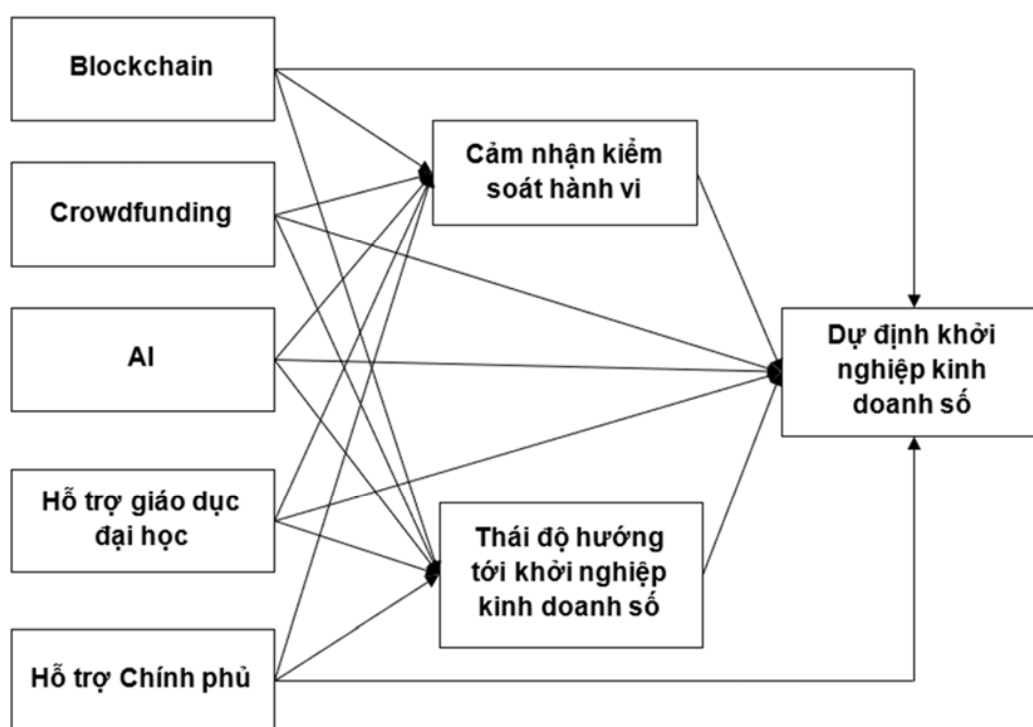 Blockchain
Crowdfunding
AI
Hỗ trợ giáo dục
đại học
Hỗ trợ Chính phủ
Cảm nhận kiểm
soát hành vi
Thái độ hướng
tới khởi nghiệp
kinh doanh số
Dự định khởi
nghiệp kinh
doanh số